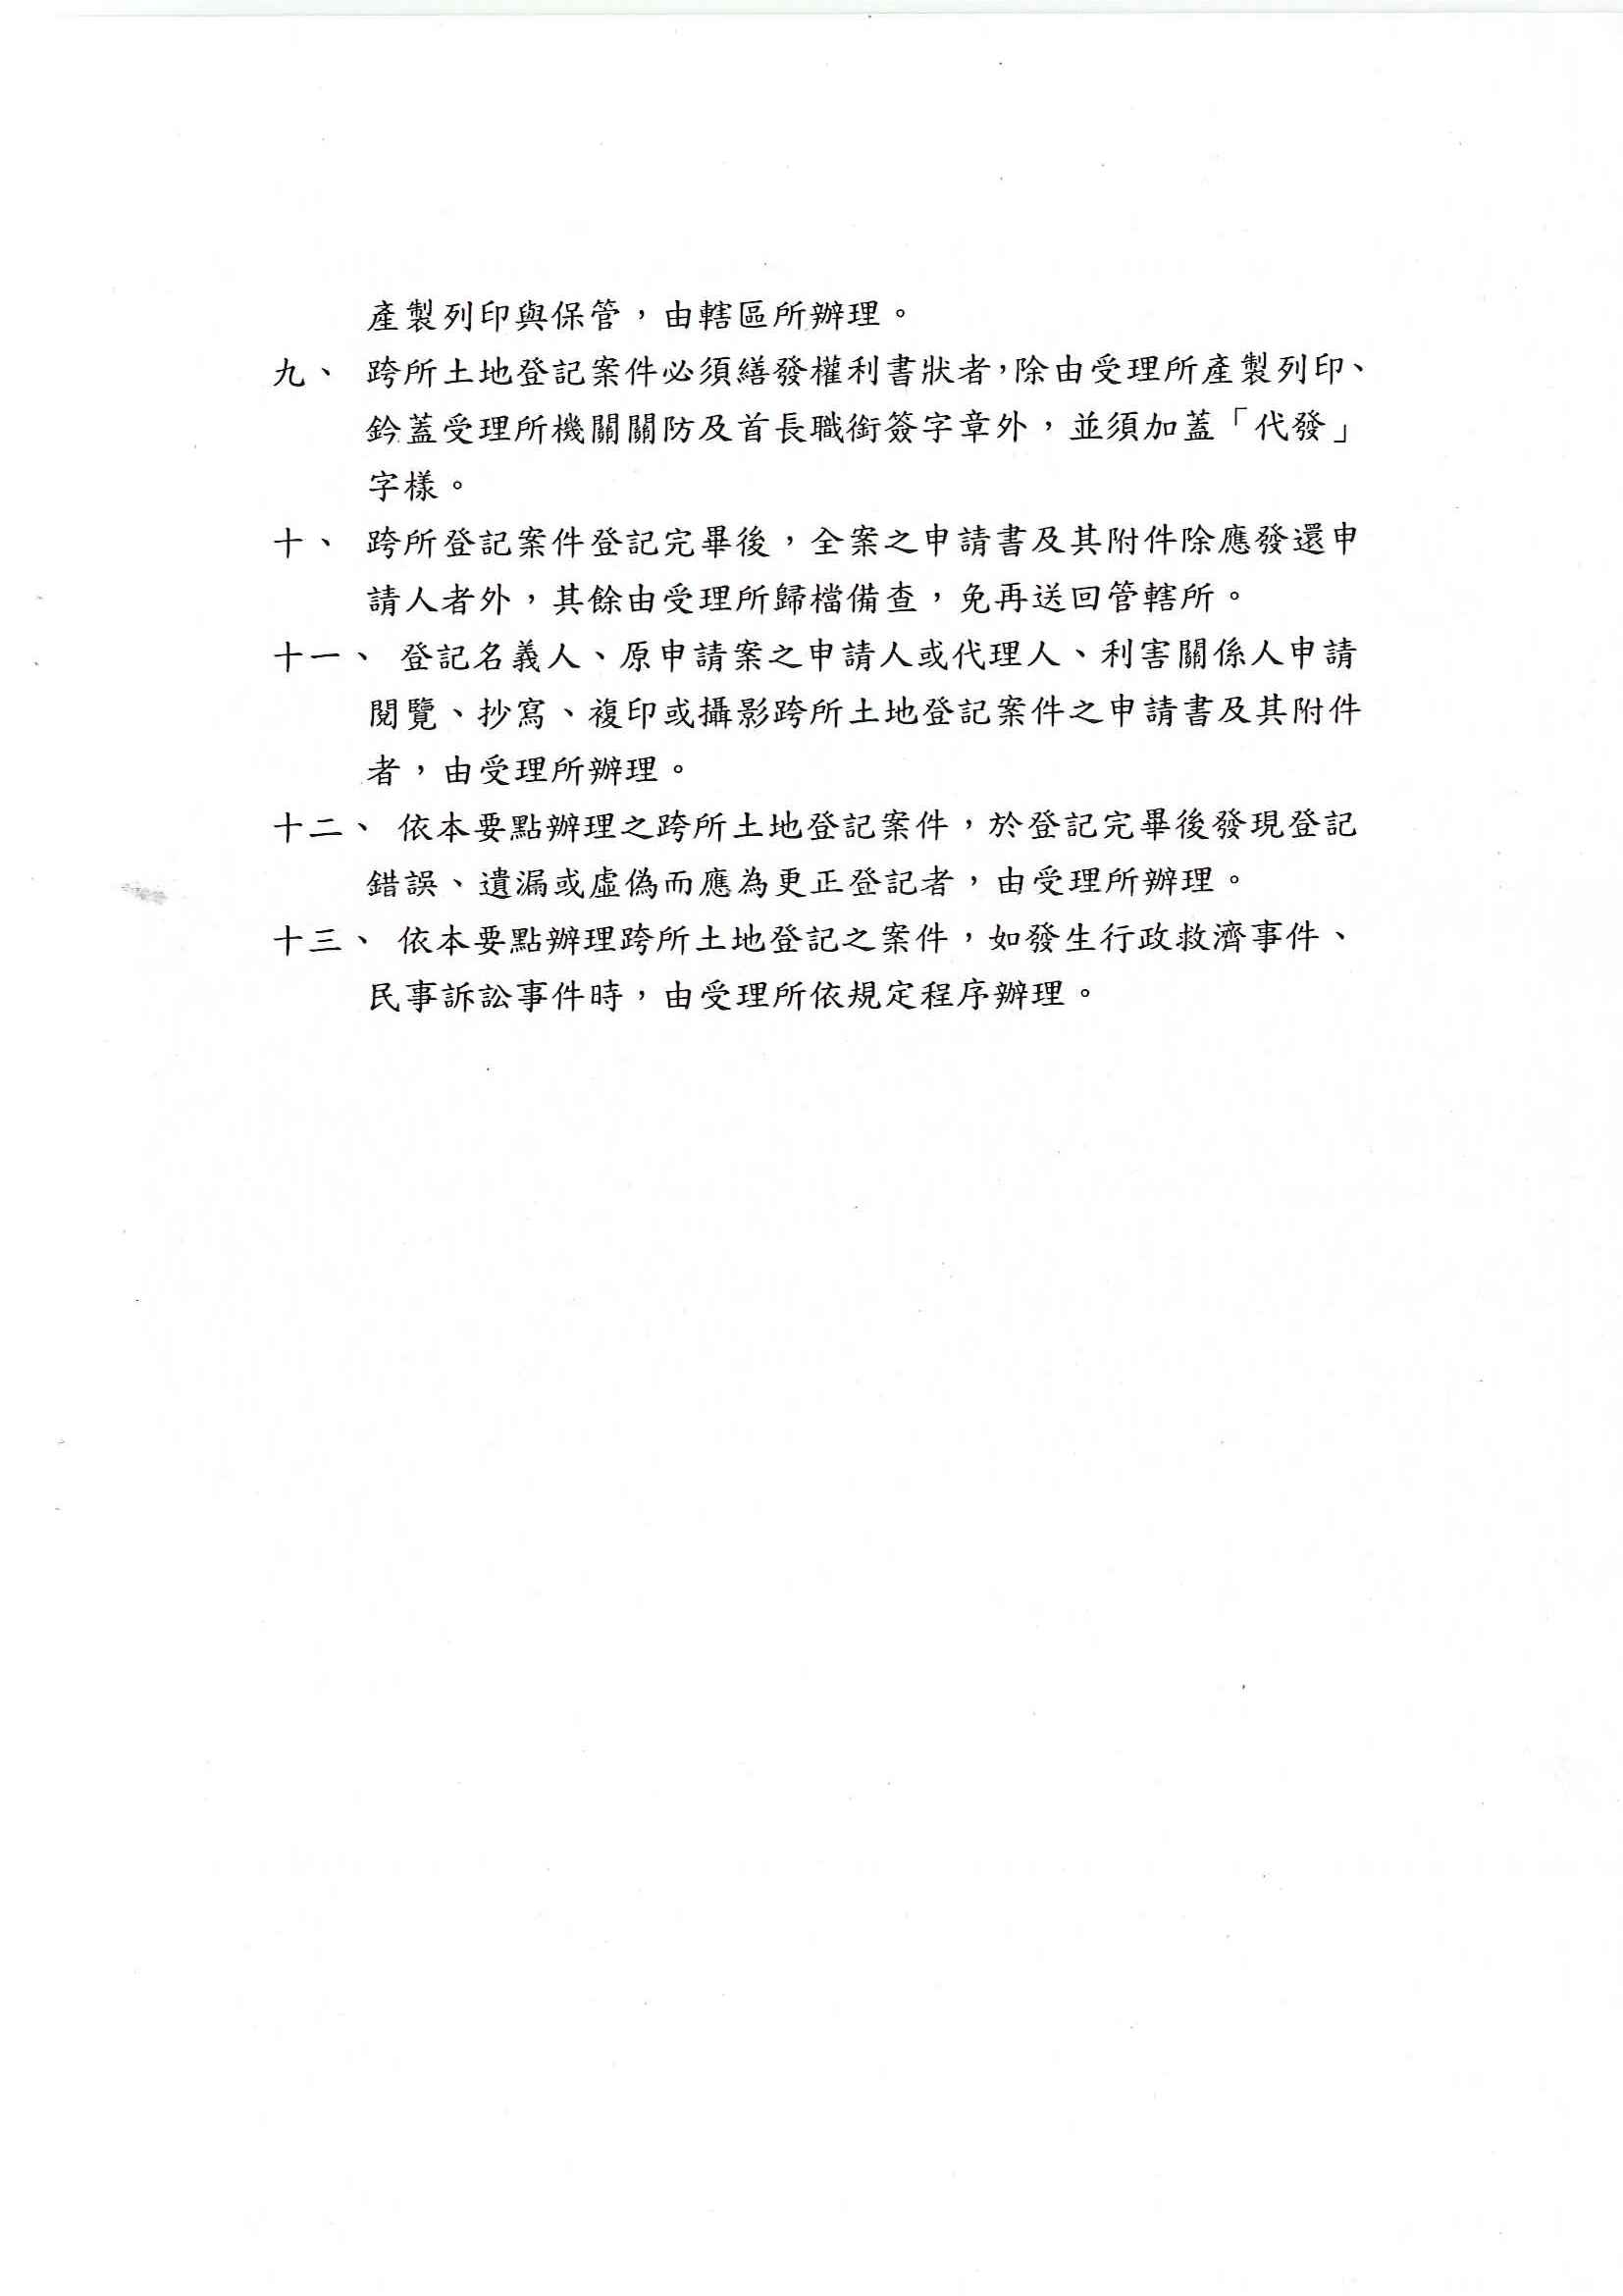 產製列印與保管，由轄區所辦理。
九、 跨所土地登記案件必須繕發權利書狀者，除由受理所產製列印、
鈐蓋受理所機關關防及首長職銜簽字章外，並須加蓋「代發」
字樣。
十、 跨所登記案件登記完畢後，全案之申請書及其附件除應發還申
請人者外，其餘由受理所歸檔備查，免再送回管轄所。
十一、 登記名義人、原申請案之申請人或代理人、利害關係人申請
閱覽、抄寫、複印或攝影跨所土地登記案件之申請書及其附件
者，由受理所辦理。
十二、 依本要點辦理之跨所土地登記案件，於登記完畢後發現登記
錯誤、遺漏或虛偽而應為更正登記者，由受理所辦理。
十三、 依本要點辦理跨所土地登記之案件，如發生行政救濟事件、
民事訴訟事件時，由受理所依規定程序辦理。